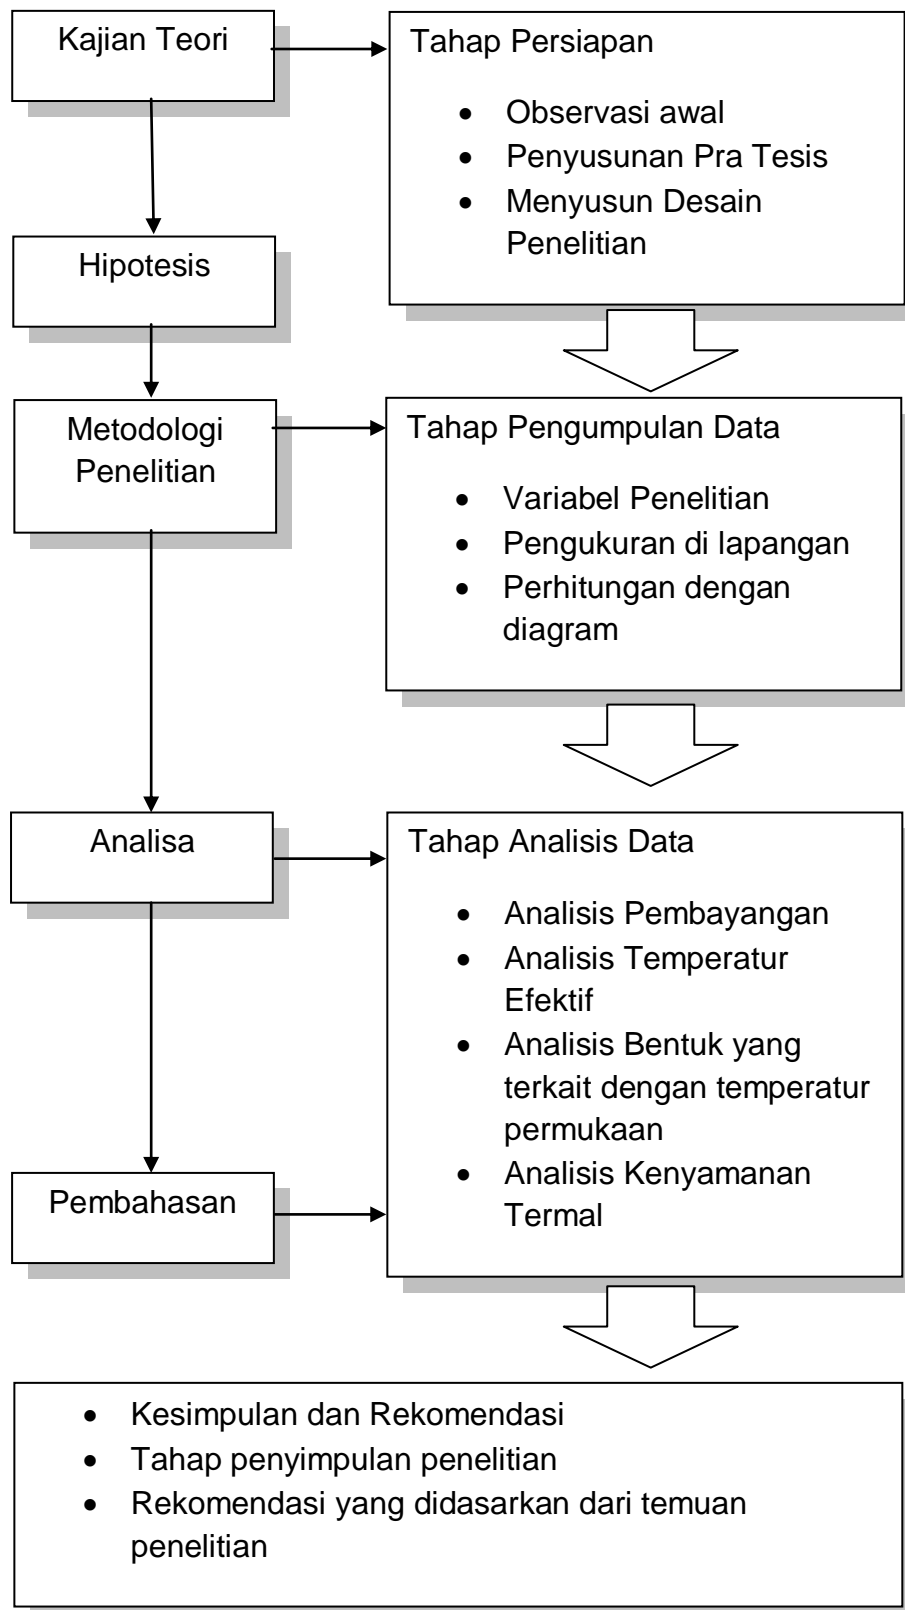 Kajian Teori
Tahap Persiapan
• Observasi awal
• Penyusunan Pra Tesis
• Menyusun Desain
Penelitian
Hipotesis
Metodologi
Penelitian
Tahap Pengumpulan Data
• Variabel Penelitian
• Pengukuran di lapangan
• Perhitungan dengan
diagram
Analisa
Tahap Analisis Data
• Analisis Pembayangan
• Analisis Temperatur
Efektif
• Analisis Bentuk yang
terkait dengan temperatur
permukaan
• Analisis Kenyamanan
Termal
Pembahasan
• Kesimpulan dan Rekomendasi
• Tahap penyimpulan penelitian
• Rekomendasi yang didasarkan dari temuan
penelitian